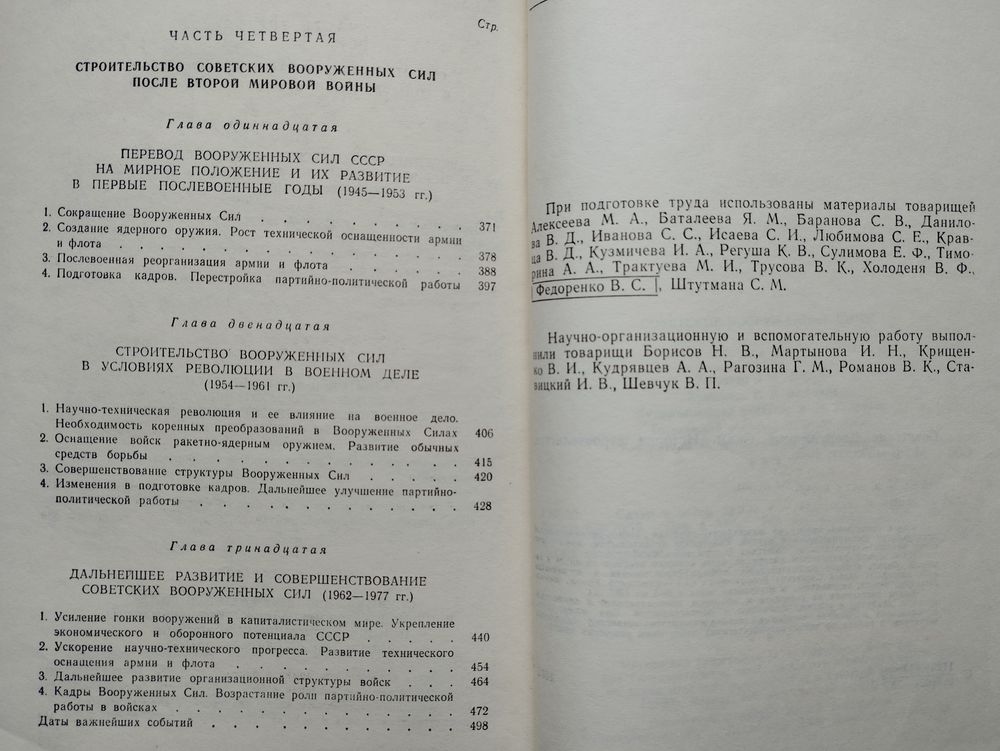 Стр.
ЧАСТЬ ЧЕТВЕРТАЯ
СТРОИТЕЛЬСТВО СОВЕТСКИХ ВООРУЖЕННЫХ СИЛ
ПОСЛЕ ВТОРОЙ МИРОВОЙ ВОЙНЫ
Глава одиннадцатая
ПЕРЕВОД ВООРУЖЕННЫХ СИЛ СССР
НА МИРНОЕ ПОЛОЖЕНИЕ И ИХ РАЗВИТИЕ
В ПЕРВЫЕ ПОСЛЕВОЕННЫЕ ГОДЫ (1945—1953 гг.)
1. Сокращение Вооруженных Сил . . . . . . . . . 371
2. Создание ядерного оружия. Рост технической оснащенности армии
и флота . . . . . . . . . . . . . . 378
3. Послевоенная реорганизация армии и флота . . . . . . 388
4. Подготовка кадров. Перестройка партийно-политической работы 397
Глава двенадцатая
СТРОИТЕЛЬСТВО ВООРУЖЕННЫХ СИЛ
В УСЛОВИЯХ РЕВОЛЮЦИИ В ВОЕННОМ ДЕЛЕ
(1954—1961 гг.)
1. Научно-техническая революция и ее влияние на военное дело.
Необходимость коренных преобразований в Вооруженных Силах 406
2. Оснащение войск ракетно-ядерным оружием. Развитие обычных
средств борьбы . . . . . . . . . . . . 415
3. Совершенствование структуры Вооруженных Сил . . . . . 420
4. Изменения в подготовке кадров. Дальнейшее улучшение партийно-
политической работы . . . . . . . . . . . 428
Глава тринадцатая
ДАЛЬНЕЙШЕЕ РАЗВИТИЕ И СОВЕРШЕНСТВОВАНИЕ
СОВЕТСКИХ ВООРУЖЕННЫХ СИЛ (1962—1977 гг.)
1. Усиление гонки вооружений в капиталистическом мире. Укрепление
экономического и оборонного потенциала СССР . . . . . 440
2. Ускорение научно-технического прогресса. Развитие технического
оснащения армии и флота . . . . . . . . . . 454
3. Дальнейшее развитие организационной структуры войск . . . . 464
4. Кадры Вооруженных Сил. Возрастание роли партийно-политической
работы в войсках . . . . . . . . . . . . 472
Даты важнейших событий . . . . . . . . . . . 498
При подготовке труда использованы материалы товарищей
Алексеева М. А., Баталеева Я. М., Баранова С. В., Данило-
ва В. Д., Иванова С. С., Исаева С. И., Любимова С. Е., Крав-
ца В. Д., Кузмичева И. А., Регуша К. В., Сулимова Е. Ф., Тимо-
рина А. А., Трактуева М. И., Трусова В. К., Холоденя В. Ф.,
Федоренко В. С., Штутмана С. М.
Научно-организационную и вспомогательную работу выпол-
нили товарищи Борисов Н. В., Мартынова И. Н., Крищен-
ко В. И., Кудрявцев А. А., Рагозина Г. М., Романов В. К., Ста-
вицкий И. В., Шевчук В. П.